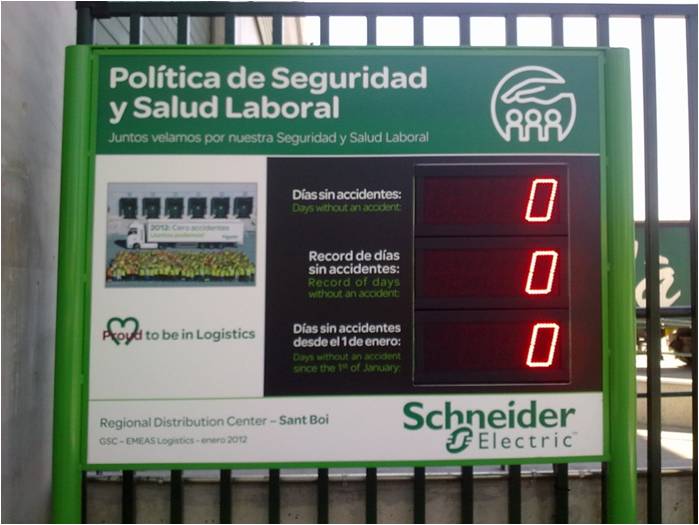 Política de Seguridad
y Salud Laboral
Juntos velamos por nuestra Seguridad y Salud Laboral
2012: Cero accidentes
¡Juntos podemos!
Proud to be in Logistics
Días sin accidentes:
Days without an accident:
0
Record de días
sin accidentes:
Record of days
without an accident:
0
Días sin accidentes
desde el 1 de enero:
Days without an accident
since the 1st of January:
0
Regional Distribution Center – Sant Boi
GSC – EMEAS Logistics - enero 2012
Schneider
Electric